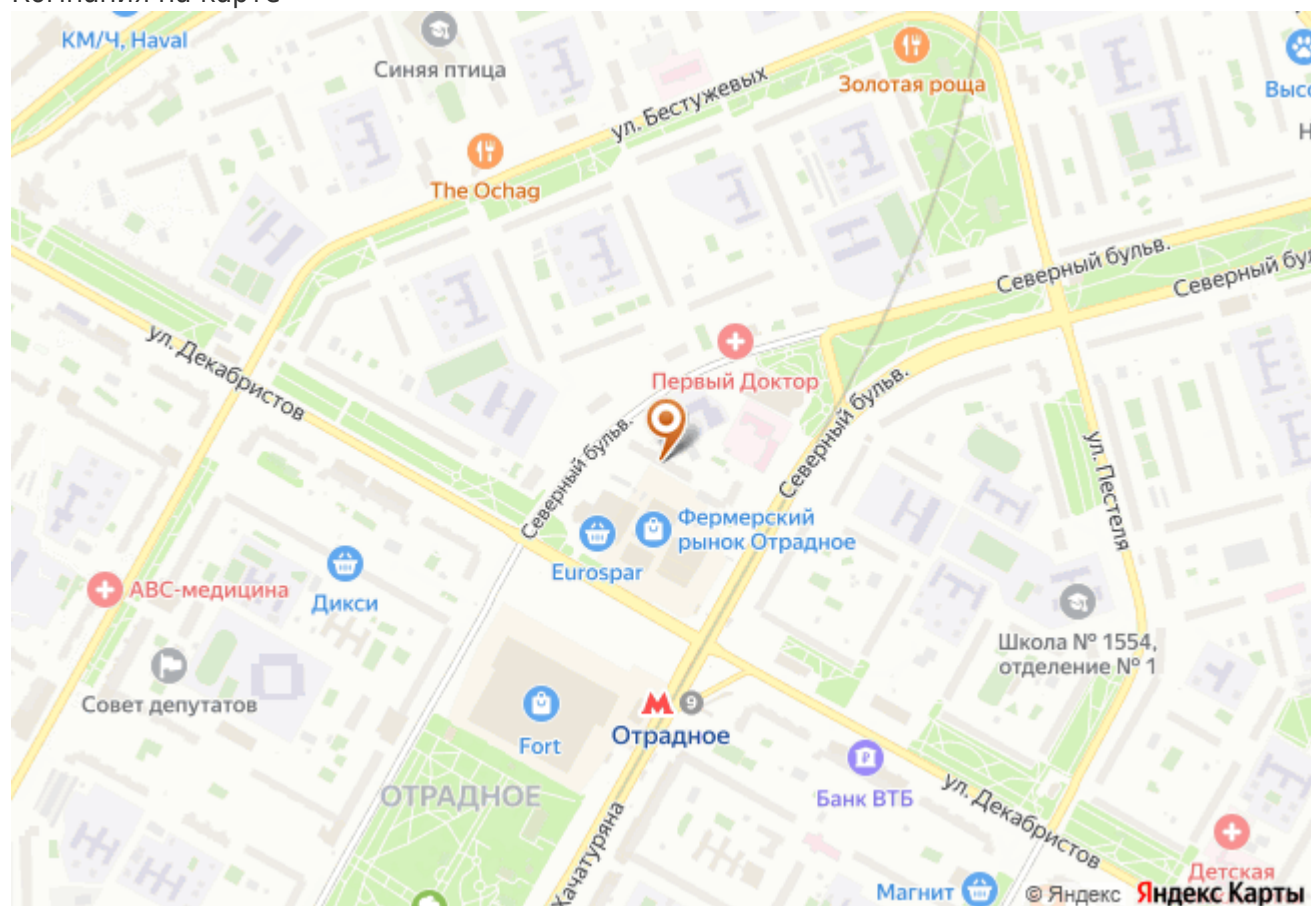 КМ/Ч, Haval
Синяя птица
Золотая роща
ул. Бестужевых
The Ochag
Северный бульв.
Северный
ул. Декабристов
Первый Доктор
Северный бульв.
Северный бульв.
ул. Пестеля
Фермерский
рынок Отрадное
Eurospar
АВС-медицина
Дикси
Школа № 1554,
отделение № 1
Совет депутатов
9
Отрадное
Fort
ОТРАДНОЕ
Банк ВТБ
ул. Декабристов
Хачатуряна
Детская
Магнит
© Яндекс Яндекс Карты